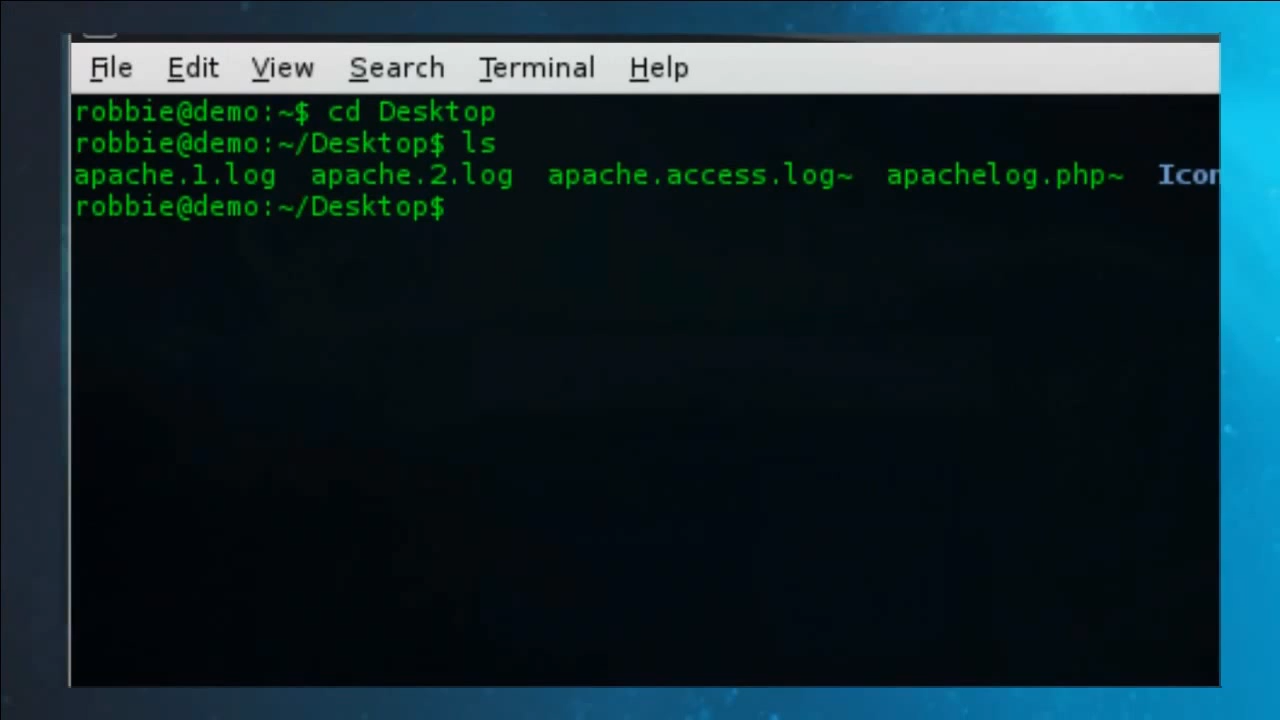 File Edit View Search Terminal Help
robbie@demo:~$ cd Desktop
robbie@demo:~/Desktop$ ls
apache.1.log apache.2.log apache.access.log~ apachelog.php~ Icon
robbie@demo:~/Desktop$